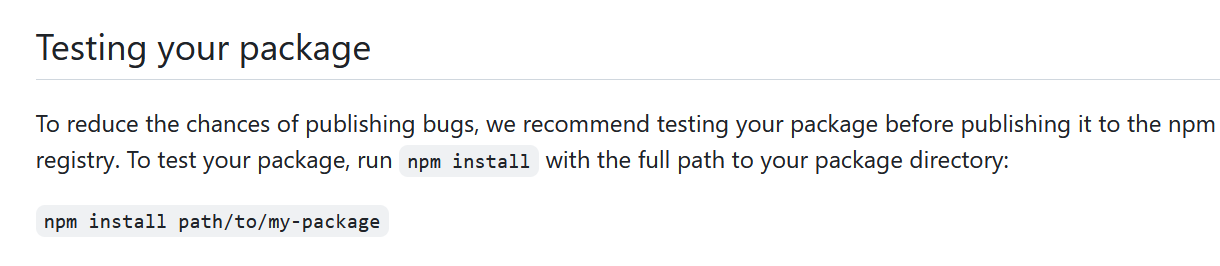 Testing your package
To reduce the chances of publishing bugs, we recommend testing your package before publishing it to the npm
registry. To test your package, run npm install with the full path to your package directory:
npm install path/to/my-package